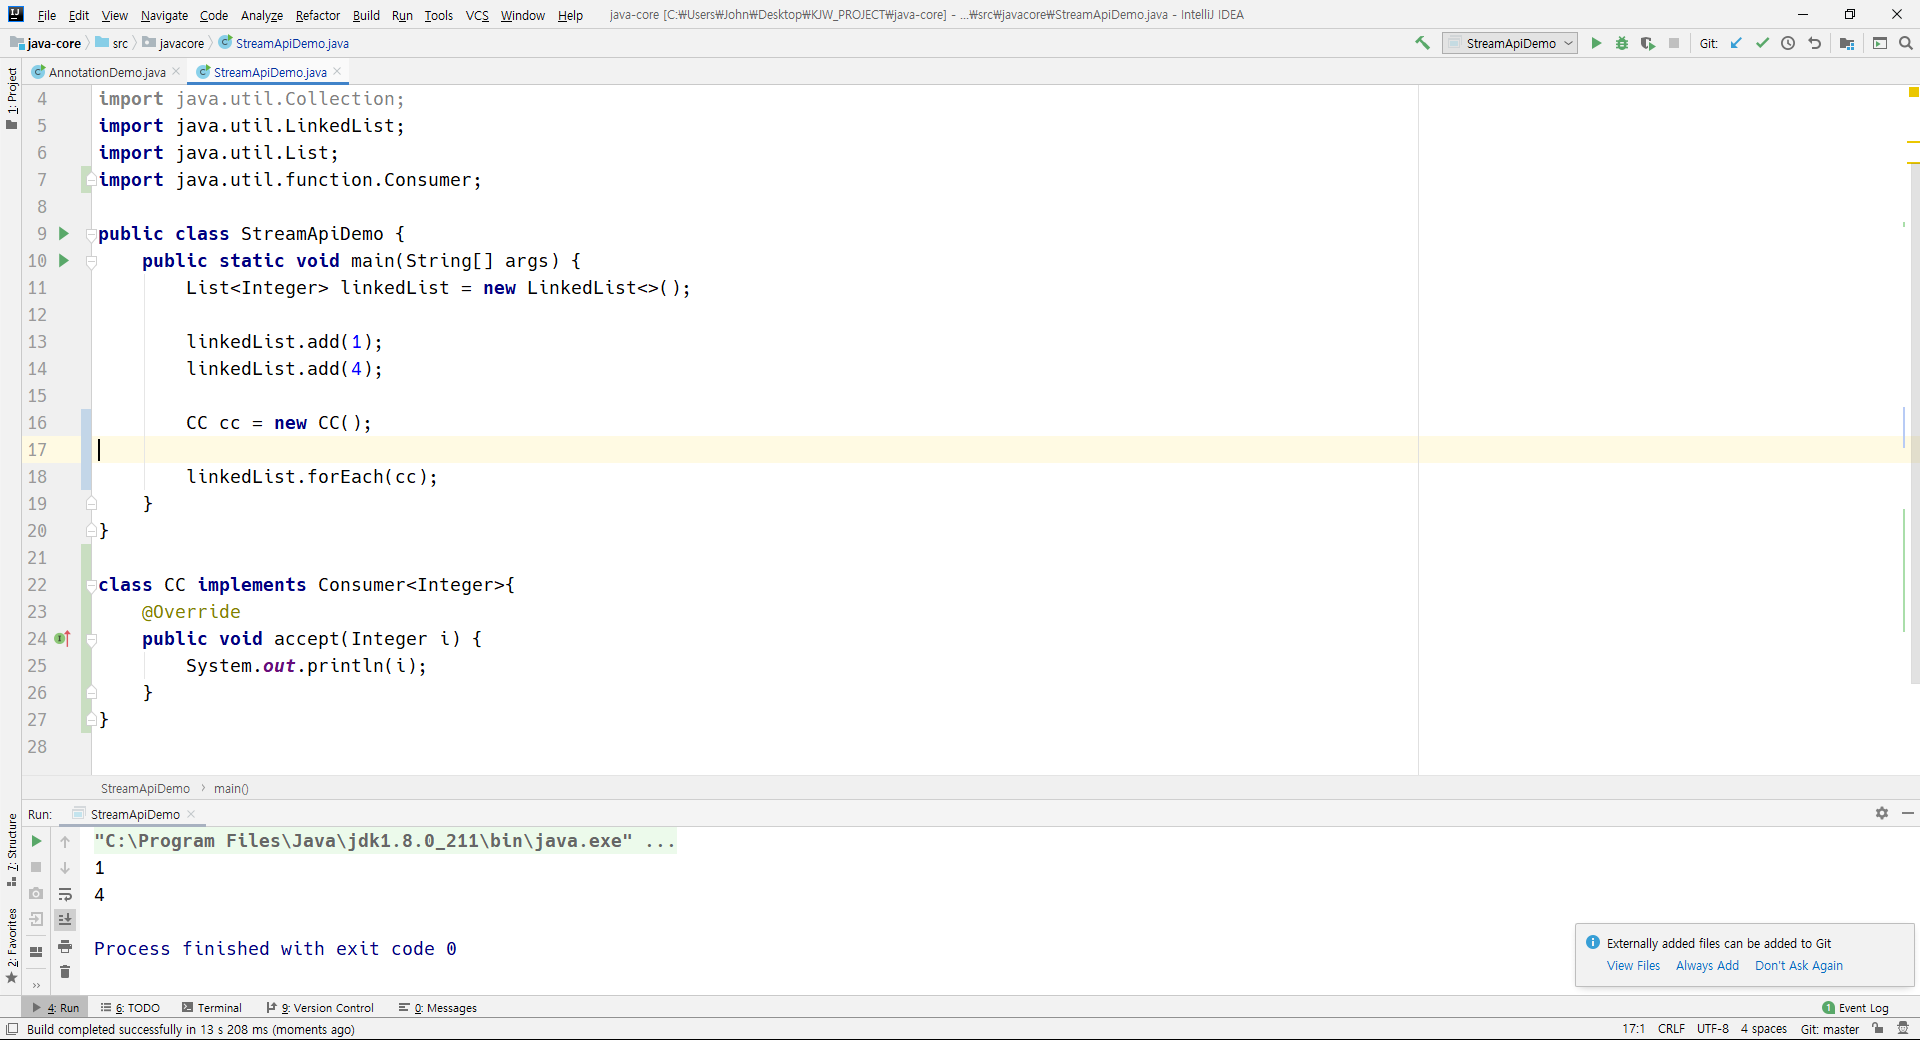 File Edit View Navigate Code Analyze Refactor Build Run Tools VCS Window Help java-core [C:₩Users₩John₩Desktop₩KJW_PROJECT₩java-core] - ...₩src₩javacore₩StreamApiDemo.java - IntelliJ IDEA
java-core src javacore StreamApiDemo.java StreamApiDemo Git:
AnnotationDemo.java StreamApiDemo.java
1: Project
4 import java.util.Collection;
5 import java.util.LinkedList;
6 import java.util.List;
7 import java.util.function.Consumer;
8
9 public class StreamApiDemo {
10 public static void main(String[] args) {
11 List<Integer> linkedList = new LinkedList<>();
12
13 linkedList.add(1);
14 linkedList.add(4);
15
16 CC cc = new CC();
17
18 linkedList.forEach(cc);
19 }
20 }
21
22 class CC implements Consumer<Integer>{
23 @Override
24 public void accept(Integer i) {
25 System.out.println(i);
26 }
27 }
28
StreamApiDemo main()
Run: StreamApiDemo
7: Structure
2: Favorites
"C:\Program Files\Java\jdk1.8.0_211\bin\java.exe" ...
1
4
Process finished with exit code 0
Externally added files can be added to Git
View Files Always Add Don't Ask Again
4: Run 6: TODO Terminal 9: Version Control 0: Messages 1 Event Log
Build completed successfully in 13 s 208 ms (moments ago) 17:1 CRLF UTF-8 4 spaces Git: master